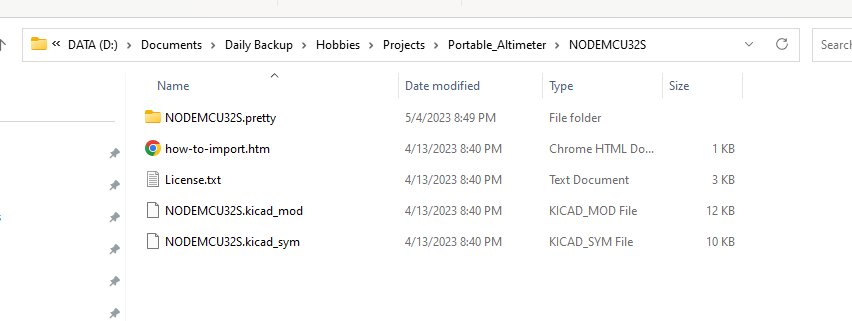 « DATA (D:) > Documents > Daily Backup > Hobbies > Projects > Portable_Altimeter > NODEMCU32S Search
Name Date modified Type Size
NODEMCU32S.pretty 5/4/2023 8:49 PM File folder
how-to-import.htm 4/13/2023 8:40 PM Chrome HTML Do... 1 KB
License.txt 4/13/2023 8:40 PM Text Document 3 KB
NODEMCU32S.kicad_mod 4/13/2023 8:40 PM KICAD_MOD File 12 KB
NODEMCU32S.kicad_sym 4/13/2023 8:40 PM KICAD_SYM File 10 KB